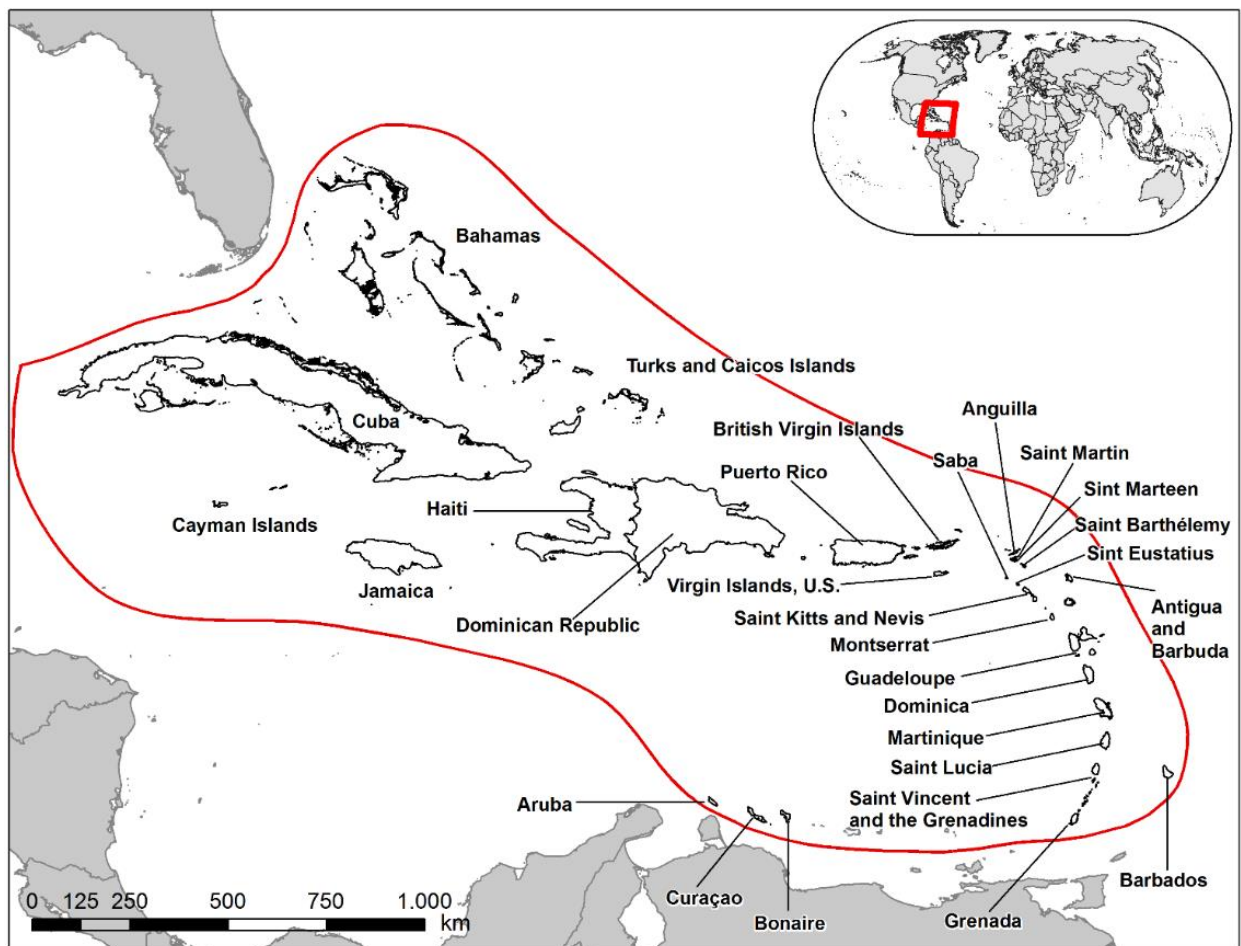 Bahamas
Turks and Caicos Islands
Anguilla
Cuba
British Virgin Islands
Saba
Saint Martin
Puerto Rico
Sint Marteen
Haiti
Cayman Islands
Saint Barthélemy
Sint Eustatius
Jamaica
Virgin Islands, U.S.
Dominican Republic
Saint Kitts and Nevis
Antigua
and
Barbuda
Montserrat
Guadeloupe
Dominica
Martinique
Saint Lucia
Aruba
Saint Vincent
and the Grenadines
Curaçao
Bonaire
Grenada
Barbados
0 125 250 500 750 1.000
km